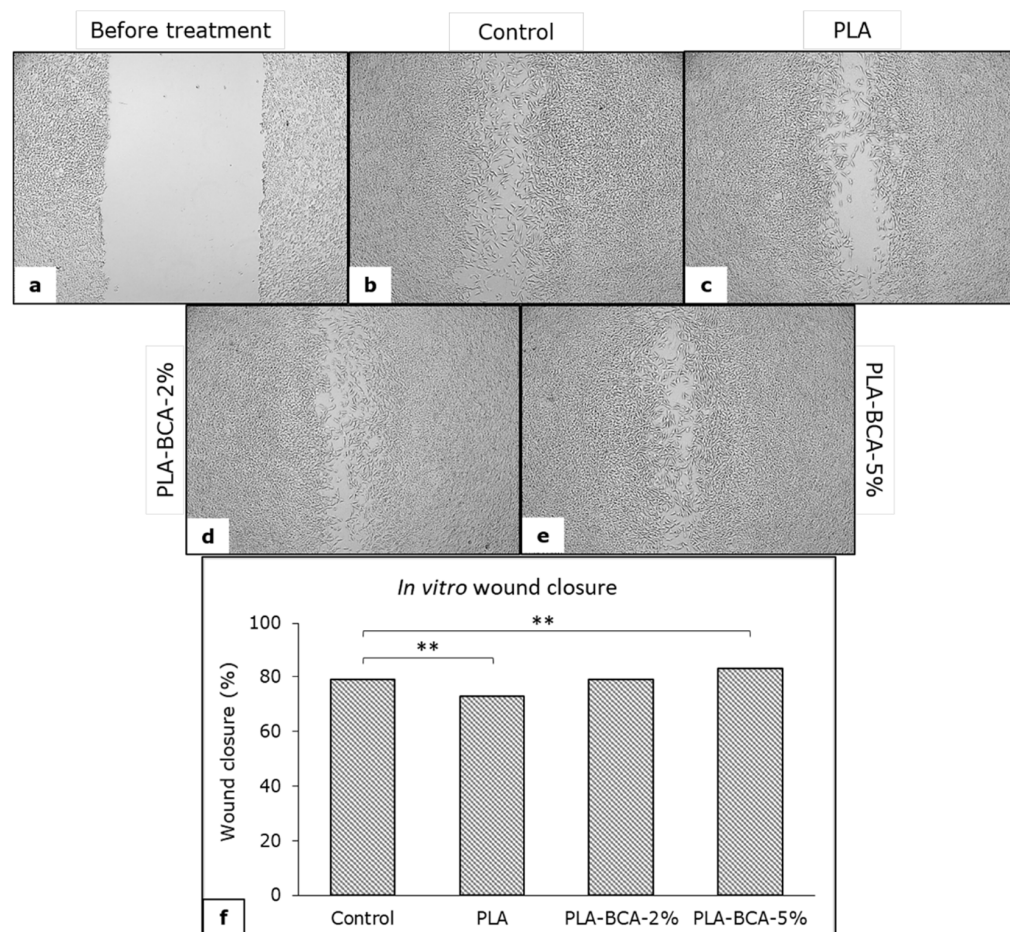 Before treatment
Control
PLA
a
b
c
PLA-BCA-2%
PLA-BCA-5%
d
e
In vitro wound closure
**
**
Wound closure (%)
100
80
60
40
20
0
Control PLA PLA-BCA-2% PLA-BCA-5%
f